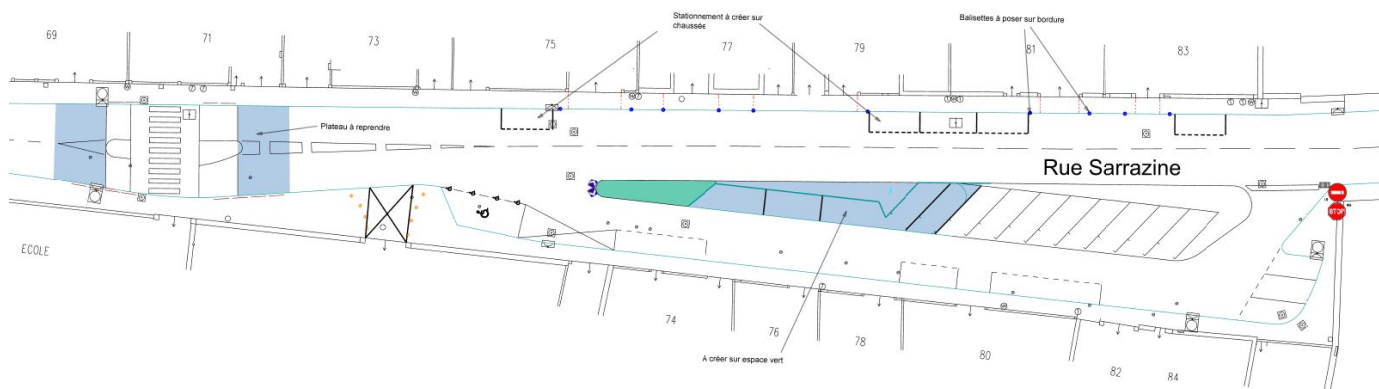 Stationnement à créer sur
chaussée
Balisettes à poser sur bordure
69
71
73
75
77
79
81
83
Plateau à reprendre
Rue Sarrazine
STOP
ECOLE
74
76
78
80
82
84
A créer sur espace vert